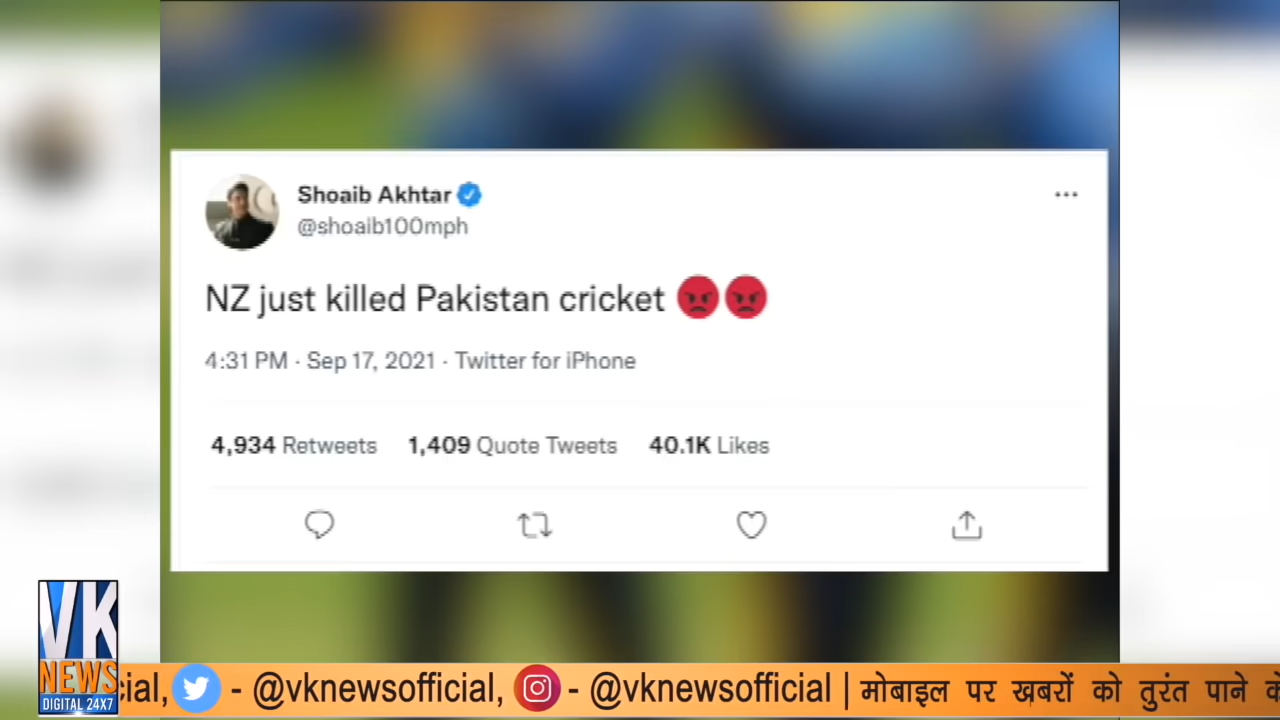 Shoaib Akhtar
@shoaib100mph
NZ just killed Pakistan cricket 😡😡
4:31 PM · Sep 17, 2021 · Twitter for iPhone
4,934 Retweets 1,409 Quote Tweets 40.1K Likes
VK
NEWS
DIGITAL 24X7
cial, - @vknewsofficial, - @vknewsofficial | मोबाइल पर ख़बरों को तुरंत पाने के